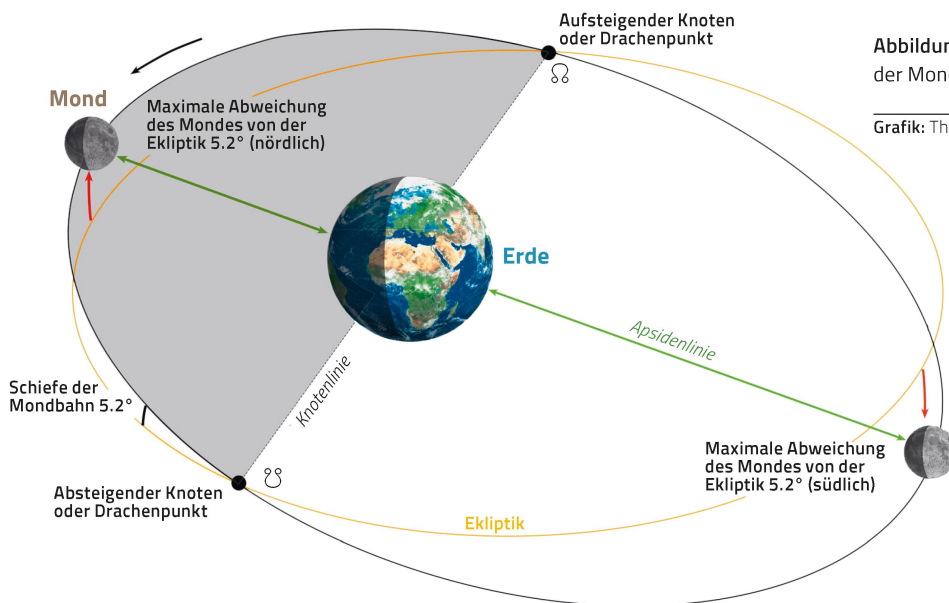 Aufsteigender Knoten
oder Drachenpunkt
☊
Abbildun
der Mon
Grafik: Th
Mond
Maximale Abweichung
des Mondes von der
Ekliptik 5.2° (nördlich)
Erde
Apsidenlinie
Knotenlinie
Schiefe der
Mondbahn 5.2°
Maximale Abweichung
des Mondes von der
Ekliptik 5.2° (südlich)
☋
Absteigender Knoten
oder Drachenpunkt
Ekliptik